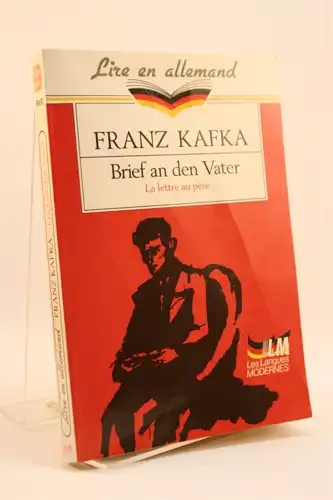 Lire en allemand
FRANZ KAFKA
Brief an den Vater
La lettre au père
LM
Les Langues
MODERNES
Lire en allemand FRANZ KAFKA